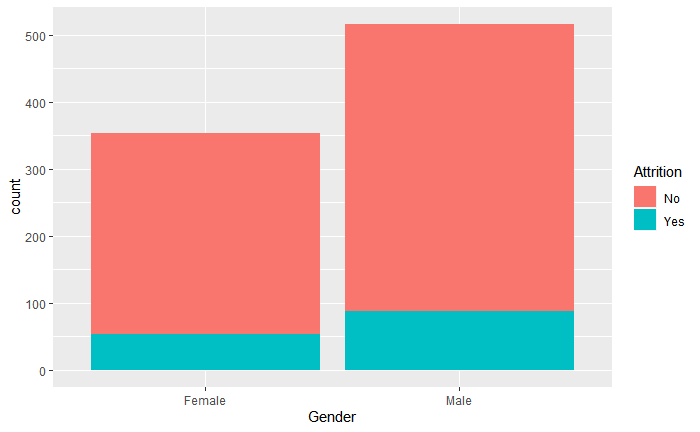 500
400
300
200
100
0
count
Female Male
Gender
Attrition
No
Yes